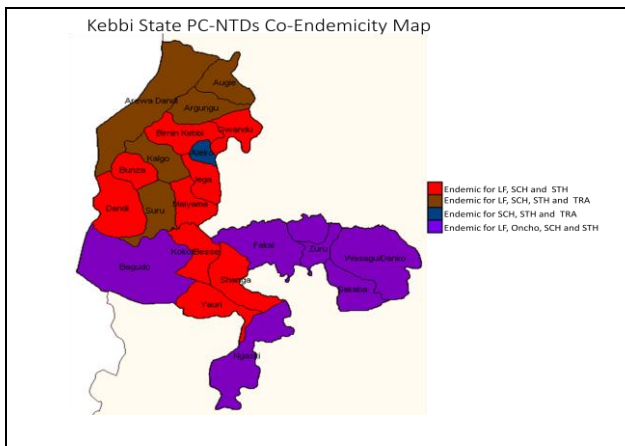 Kebbi State PC-NTDs Co-Endemicity Map
Augie
Arewa Dandi
Argungu
Birnin Kebbi
Gwandu
Aleiro
Kalgo
Bunza
Jega
Dandi
Suru
Maiyama
Endemic for LF, SCH and STH
Endemic for LF, SCH, STH and TRA
Endemic for SCH, STH and TRA
Endemic for LF, Oncho, SCH and STH
Koko/Besse
Fakai
Zuru
Wasagu/Danko
Bagudo
Shanga
Sakaba
Yauri
Ngaski